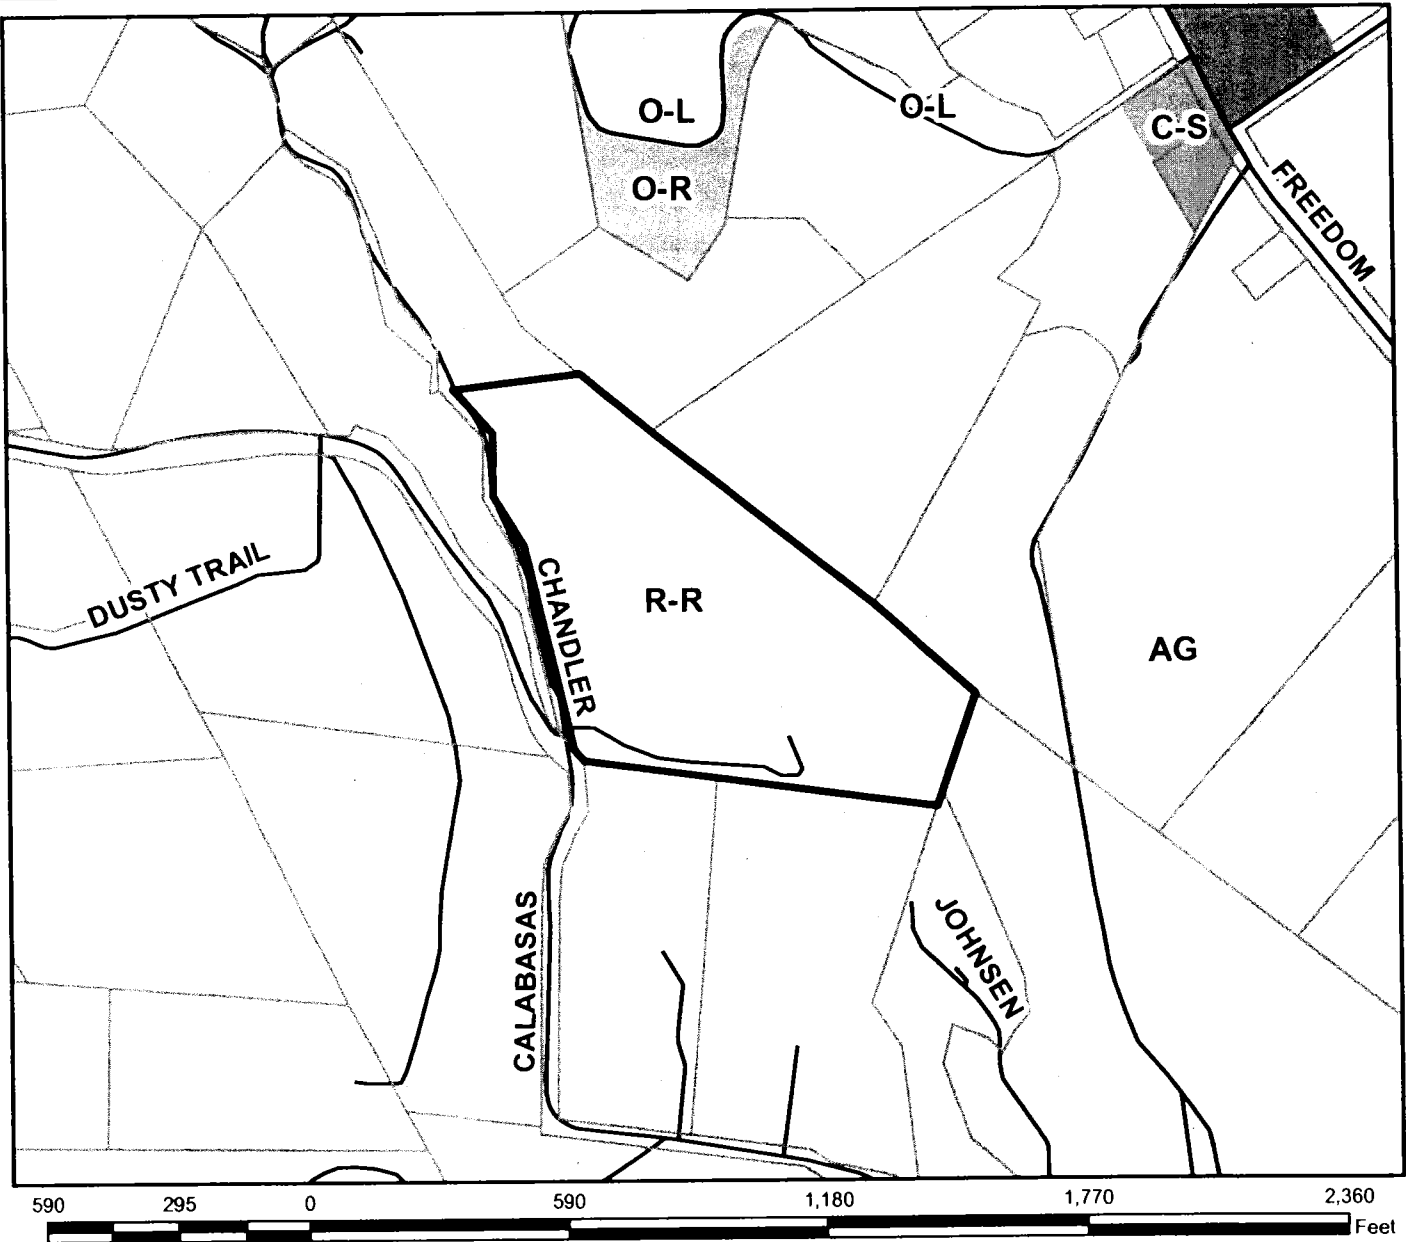 O-L
O-L
C-S
O-R
FREEDOM
CHANDLER
R-R
DUSTY TRAIL
AG
CALABASAS
JOHNSEN
590 295 0 590 1,180 1,770 2,360
Feet